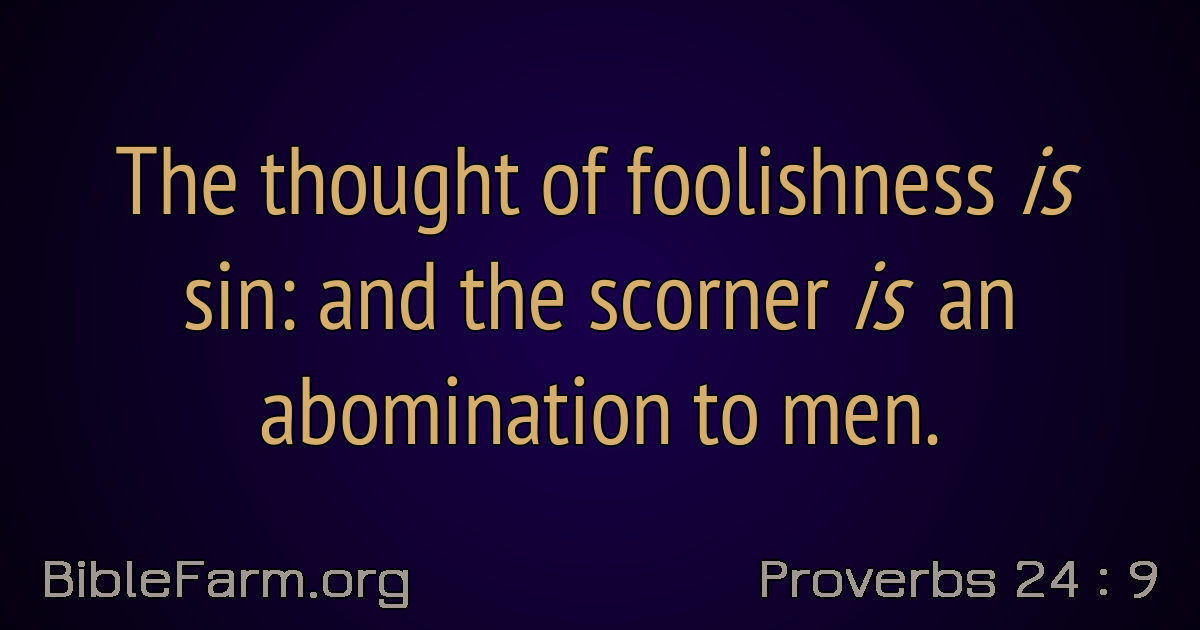 The thought of foolishness is
sin: and the scorner is an
abomination to men.
BibleFarm.org
Proverbs 24 : 9